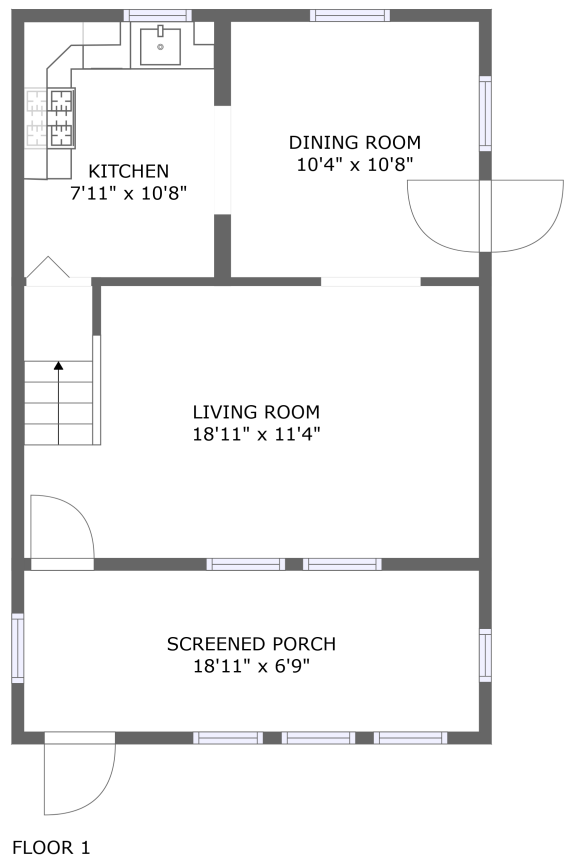 DINING ROOM
10'4" x 10'8"
KITCHEN
7'11" x 10'8"
LIVING ROOM
18'11" x 11'4"
SCREENED PORCH
18'11" x 6'9"
FLOOR 1